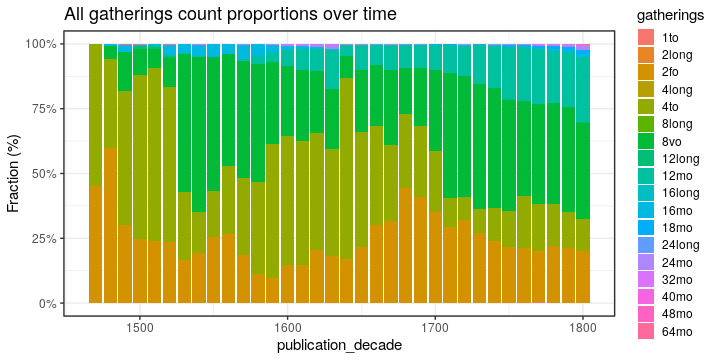 All gatherings count proportions over time
gatherings
1to
2long
2fo
4long
4to
8long
8vo
12long
12mo
16long
16mo
18mo
24long
24mo
32mo
40mo
48mo
64mo
Fraction (%)
100%
75%
50%
25%
0%
1500
1600
1700
1800
publication_decade